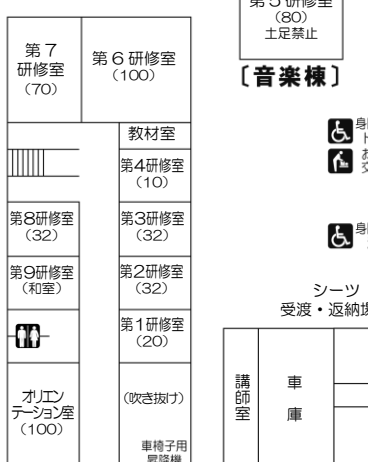 第5研修室
(80)
土足禁止
〔音楽棟〕
第7
研修室
(70)
第6研修室
(100)
教材室
第4研修室
(10)
第8研修室
(32)
第3研修室
(32)
第9研修室
(和室)
第2研修室
(32)
第1研修室
(20)
オリエン
テーション室
(100)
(吹き抜け)
車椅子用
昇降機
シーツ
受渡・返納場
講師室
車庫